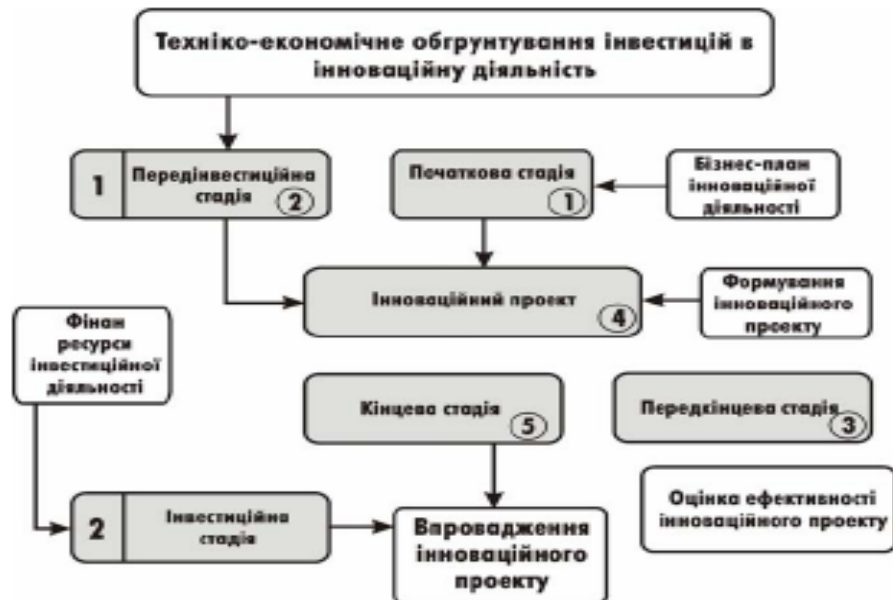 Техніко-економічне обгрунтування інвестицій в
інноваційну діяльність
1
Передінвестиційна
стадія
2
Початкова стадія
1
Бізнес-план
інноваційної
діяльності
Інноваційний проект
4
Формування
інноваційного
проекту
Фінан
ресурси
інвестиційної
діяльності
Кінцева стадія
5
Передкінцева стадія
3
2
Інвестиційна
стадія
Впровадження
інноваційного
проекту
Оцінка ефективності
інноваційного проекту